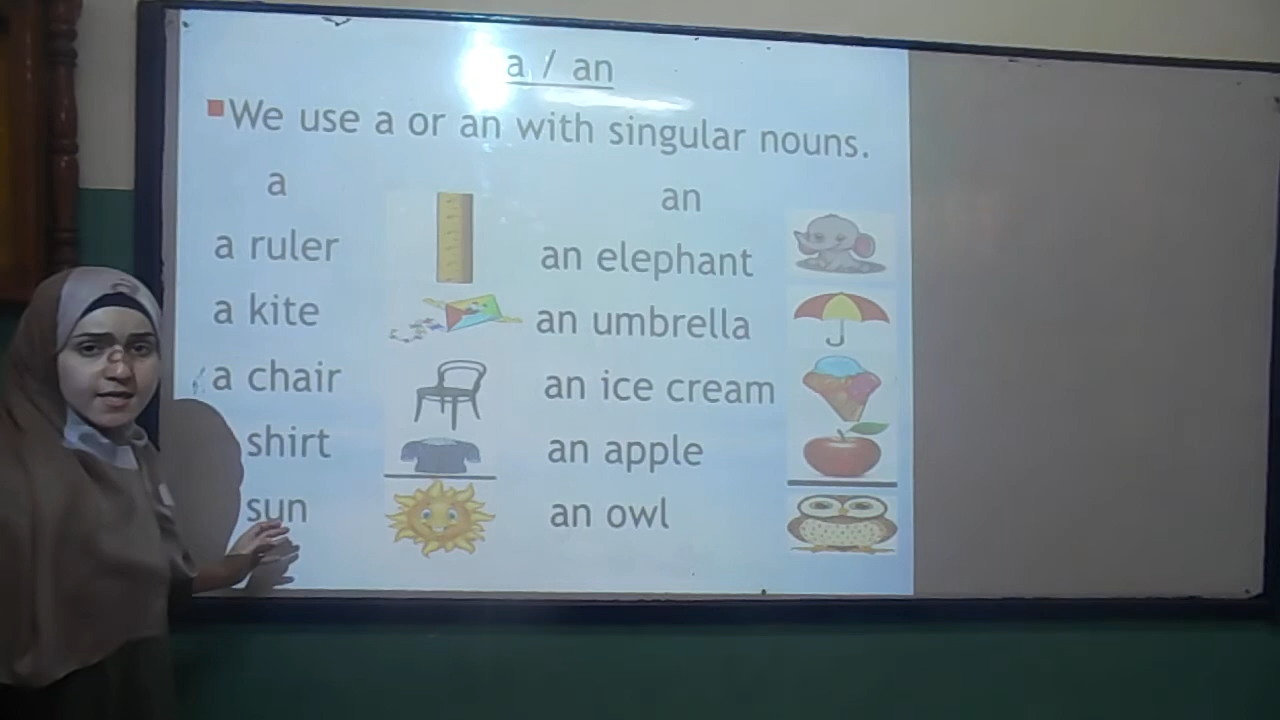 a / an
We use a or an with singular nouns.
a
an
a ruler
an elephant
a kite
an umbrella
a chair
an ice cream
shirt
an apple
sun
an owl